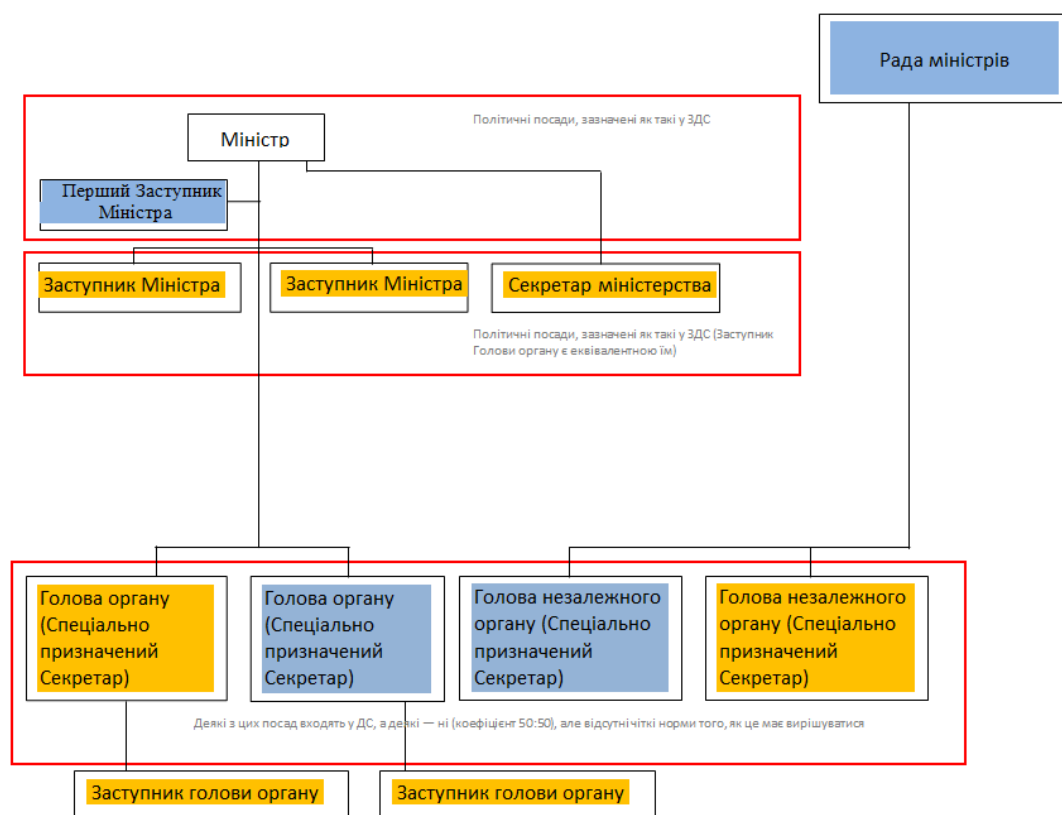 Рада міністрів
Політичні посади, зазначені як такі у ЗДС
Міністр
Перший Заступник
Міністра
Заступник Міністра
Заступник Міністра
Секретар міністерства
Політичні посади, зазначені як такі у ЗДС (Заступник
Голови органу є еквівалентною їм)
Голова органу
(Спеціально
призначений
Секретар)
Голова органу
(Спеціально
призначений
Секретар)
Голова незалежного
органу (Спеціально
призначений
Секретар)
Голова незалежного
органу (Спеціально
призначений
Секретар)
Деякі з цих посад входять у ДС, а деякі — ні (коефіцієнт 50:50), але відсутні чіткі норми того, як це має вирішуватися
Заступник голови органу
Заступник голови органу